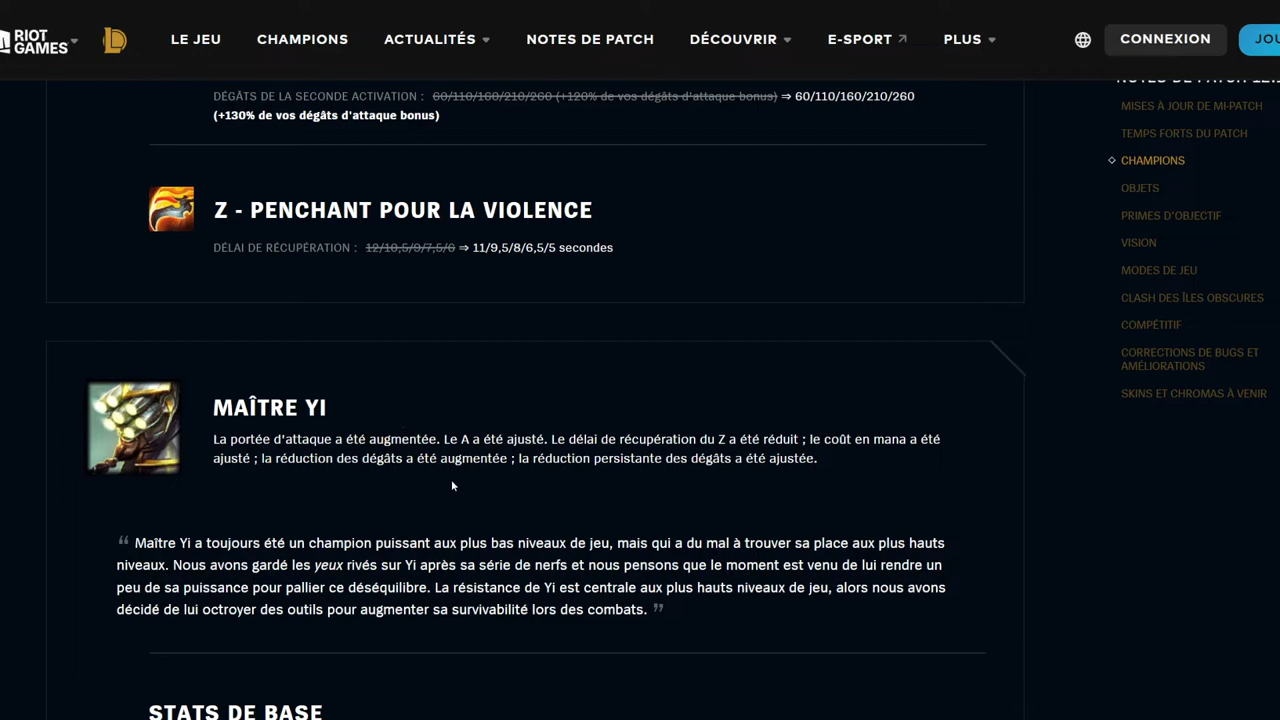 RIOT
GAMES
LE JEU
CHAMPIONS
ACTUALITÉS
NOTES DE PATCH
DÉCOUVRIR
E-SPORT
PLUS
CONNEXION
JOU
DÉGÂTS DE LA SECONDE ACTIVATION : 60/110/160/210/260 (+120% de vos dégâts d'attaque bonus) ⇒ 60/110/160/210/260
(+130% de vos dégâts d'attaque bonus)
Z - PENCHANT POUR LA VIOLENCE
DÉLAI DE RÉCUPÉRATION : 12/10,5/9/7,5/6 ⇒ 11/9,5/8/6,5/5 secondes
MAÎTRE YI
La portée d'attaque a été augmentée. Le A a été ajusté. Le délai de récupération du Z a été réduit ; le coût en mana a été
ajusté ; la réduction des dégâts a été augmentée ; la réduction persistante des dégâts a été ajustée.
“ Maître Yi a toujours été un champion puissant aux plus bas niveaux de jeu, mais qui a du mal à trouver sa place aux plus hauts
niveaux. Nous avons gardé les yeux rivés sur Yi après sa série de nerfs et nous pensons que le moment est venu de lui rendre un
peu de sa puissance pour pallier ce déséquilibre. La résistance de Yi est centrale aux plus hauts niveaux de jeu, alors nous avons
décidé de lui octroyer des outils pour augmenter sa survivabilité lors des combats. ”
STATS DE BASE
NOTES DE PATCH
MISES À JOUR DE MI-PATCH
TEMPS FORTS DU PATCH
CHAMPIONS
OBJETS
PRIMES D'OBJECTIF
VISION
MODES DE JEU
CLASH DES ÎLES OBSCURES
COMPÉTITIF
CORRECTIONS DE BUGS ET
AMÉLIORATIONS
SKINS ET CHROMAS À VENIR